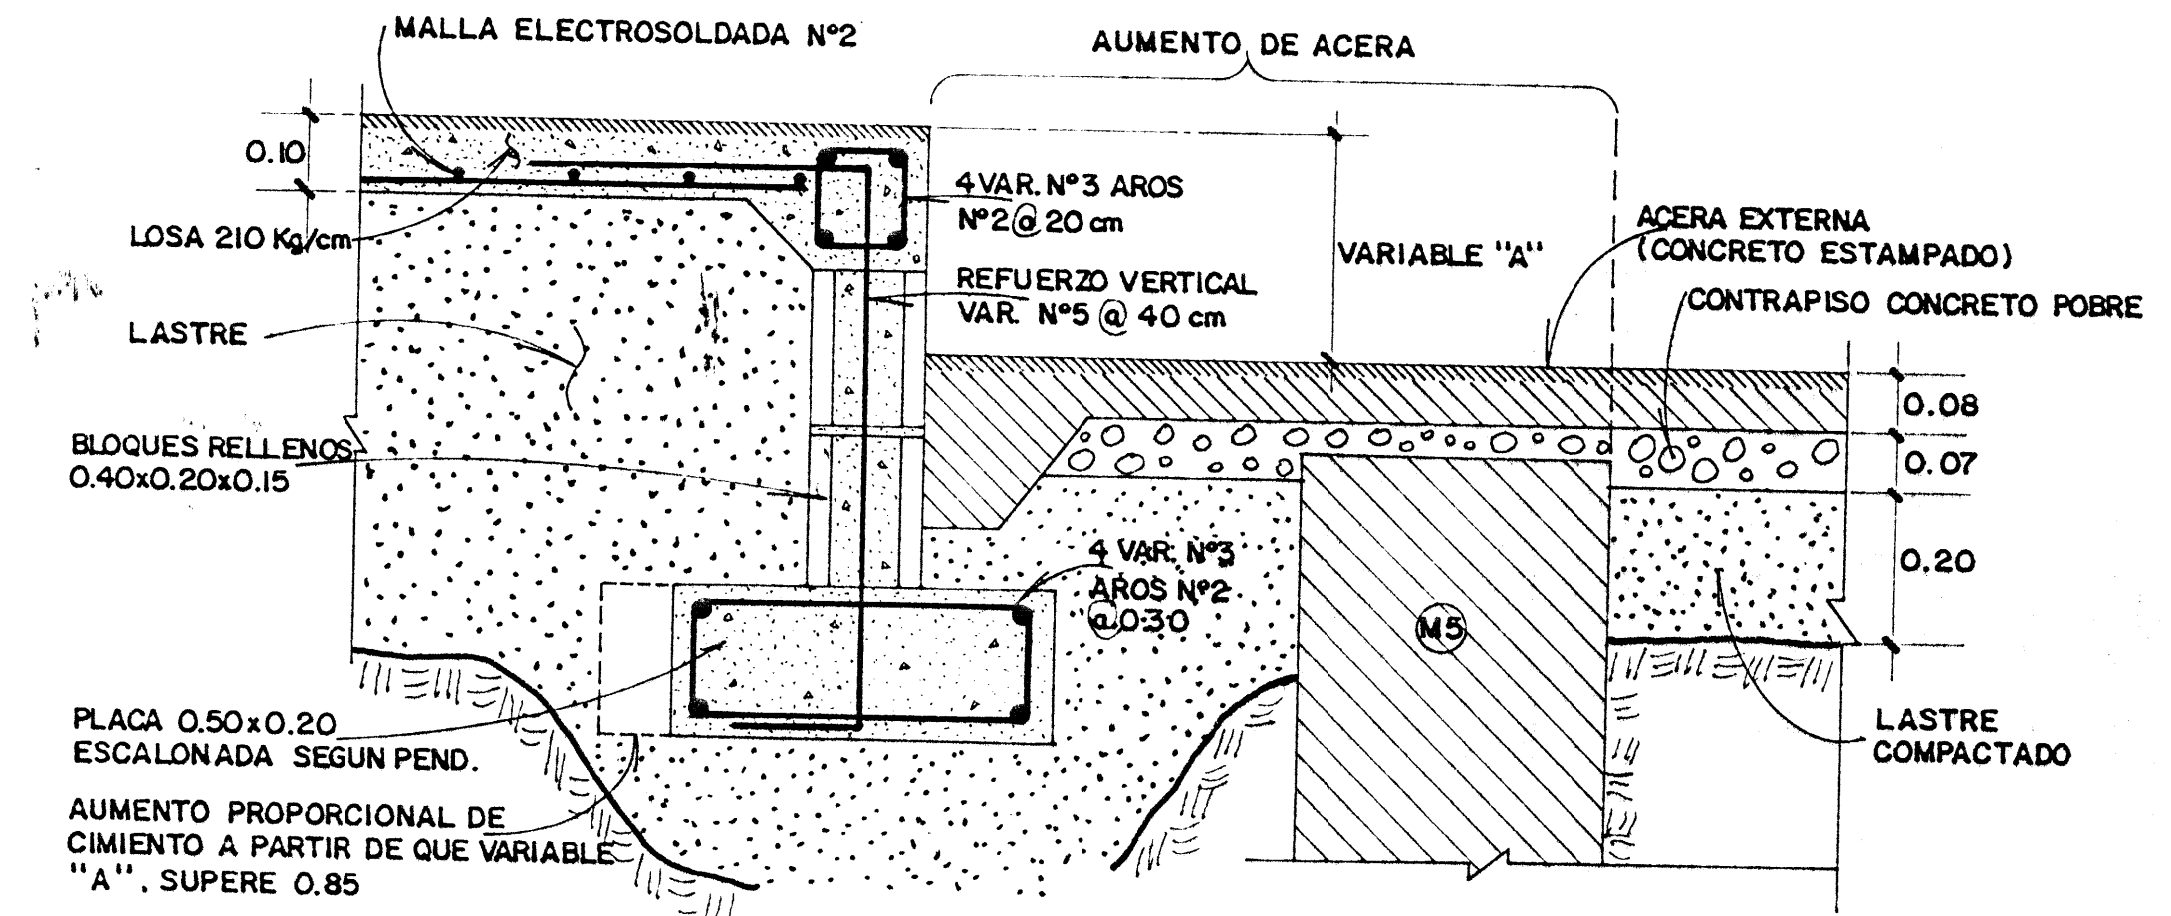 MALLA ELECTROSOLDADA Nº2
AUMENTO DE ACERA
0.10
4 VAR. Nº3 AROS
Nº2 @ 20 cm
LOSA 210 Kg/cm
VARIABLE "A"
ACERA EXTERNA
(CONCRETO ESTAMPADO)
REFUERZO VERTICAL
VAR. Nº5 @ 40 cm
CONTRAPISO CONCRETO POBRE
LASTRE
0.08
BLOQUES RELLENOS
0.40x0.20x0.15
0.07
4 VAR. Nº3
AROS Nº2
@ 0.30
0.20
M5
PLACA 0.50x0.20
ESCALONADA SEGUN PEND.
LASTRE
COMPACTADO
AUMENTO PROPORCIONAL DE
CIMIENTO A PARTIR DE QUE VARIABLE
"A". SUPERE 0.85